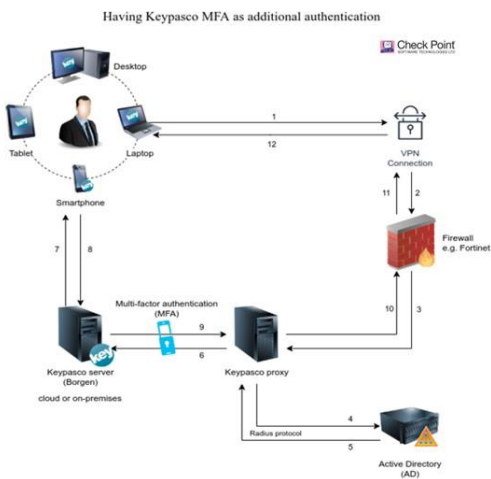 Having Keypasco MFA as additional authentication
Check Point
SOFTWARE TECHNOLOGIES LTD
Desktop
key
Tablet
Laptop
Smartphone
1
12
VPN
Connection
11
2
Firewall
e.g. Fortinet
7
8
Multi-factor authentication
(MFA)
9
6
10
3
Keypasco server
(Borgen)
cloud or on-premises
key
Keypasco proxy
4
Radius protocol
5
Active Directory
(AD)